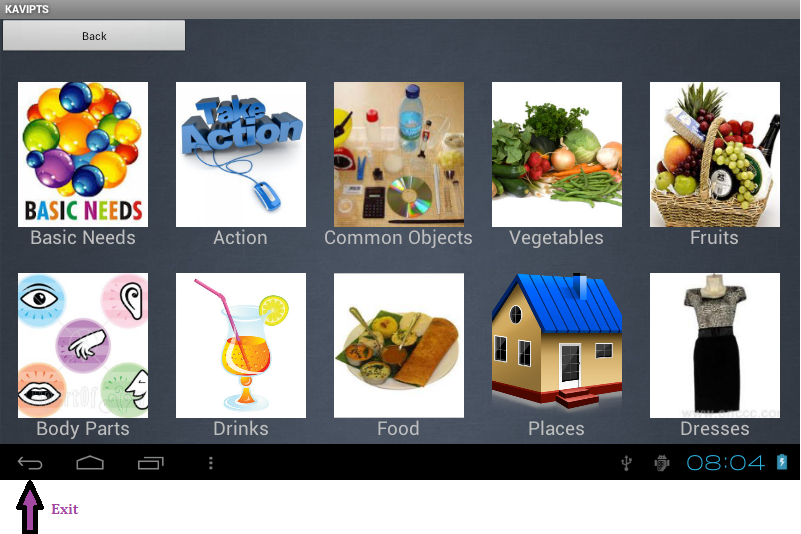 KAVIPTS
Back
Take
Action
BASIC NEEDS
Basic Needs
Action
Common Objects
Vegetables
Fruits
Body Parts
Drinks
Food
Places
Dresses
08:04
Exit